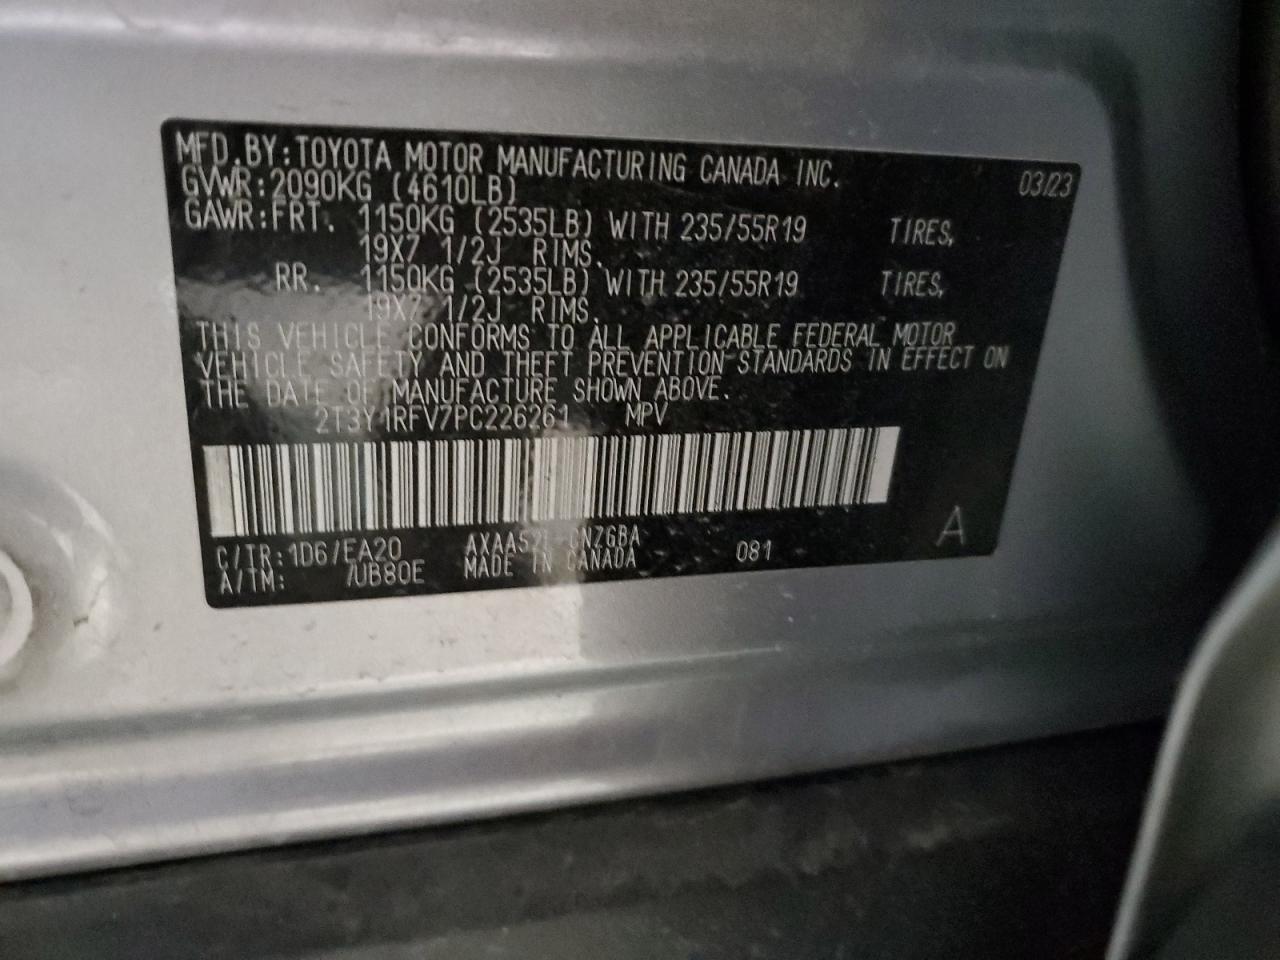 MFD.BY:TOYOTA MOTOR MANUFACTURING CANADA INC. 03/23
GVWR:2090KG (4610LB)
GAWR:FRT. 1150KG (2535LB) WITH 235/55R19 TIRES,
19X7 1/2J RIMS.
RR. 1150KG (2535LB) WITH 235/55R19 TIRES,
19X7 1/2J RIMS.
THIS VEHICLE CONFORMS TO ALL APPLICABLE FEDERAL MOTOR
VEHICLE SAFETY AND THEFT PREVENTION STANDARDS IN EFFECT ON
THE DATE OF MANUFACTURE SHOWN ABOVE.
2T3Y1RFV7PC226261 MPV
C/TR:1D6/EA20 081 A
A/TM: /UB80E MADE IN CANADA